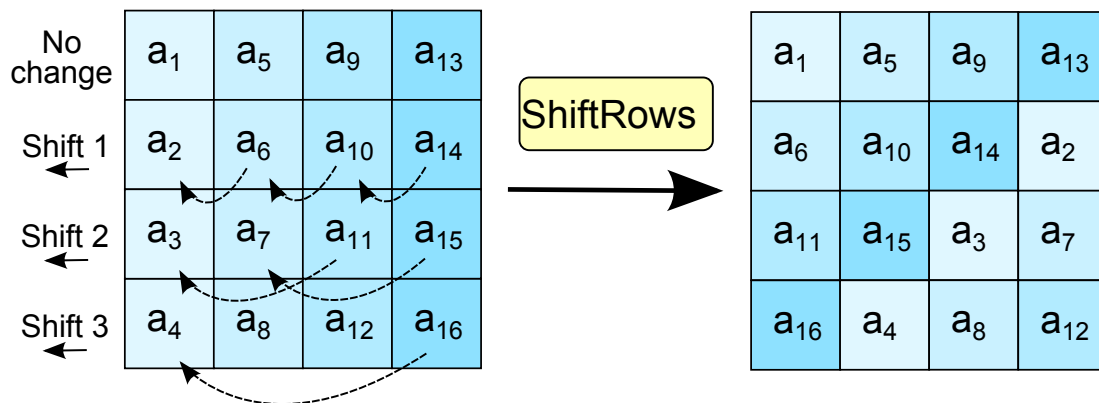 No change
a1 a5 a9 a13
Shift 1
a2 a6 a10 a14
Shift 2
a3 a7 a11 a15
Shift 3
a4 a8 a12 a16
ShiftRows
a1 a5 a9 a13
a6 a10 a14 a2
a11 a15 a3 a7
a16 a4 a8 a12